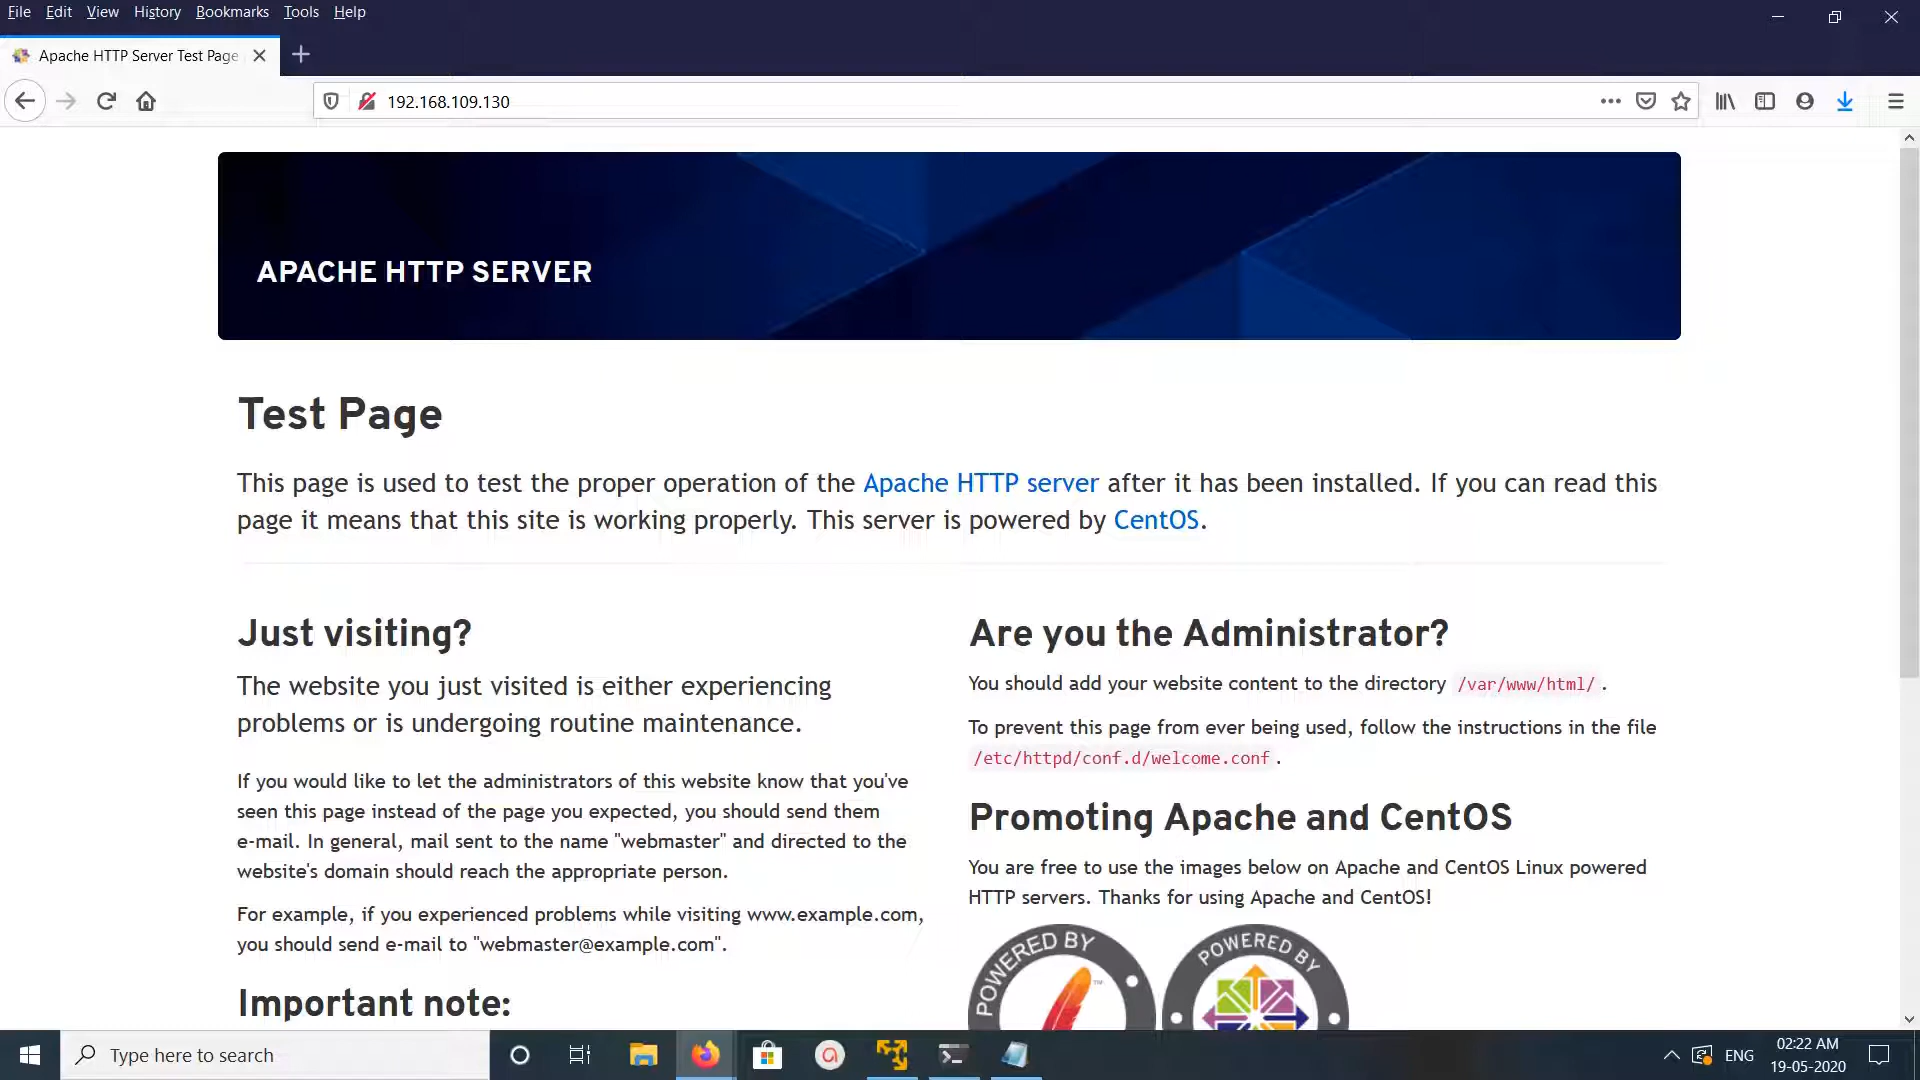 File Edit View History Bookmarks Tools Help
Apache HTTP Server Test Page
192.168.109.130
APACHE HTTP SERVER
Test Page
This page is used to test the proper operation of the Apache HTTP server after it has been installed. If you can read this
page it means that this site is working properly. This server is powered by CentOS.
Just visiting?
The website you just visited is either experiencing
problems or is undergoing routine maintenance.
If you would like to let the administrators of this website know that you've
seen this page instead of the page you expected, you should send them
e-mail. In general, mail sent to the name "webmaster" and directed to the
website's domain should reach the appropriate person.
For example, if you experienced problems while visiting www.example.com,
you should send e-mail to "webmaster@example.com".
Important note:
Are you the Administrator?
You should add your website content to the directory /var/www/html/ .
To prevent this page from ever being used, follow the instructions in the file
/etc/httpd/conf.d/welcome.conf .
Promoting Apache and CentOS
You are free to use the images below on Apache and CentOS Linux powered
HTTP servers. Thanks for using Apache and CentOS!
POWERED BY
POWERED BY
Type here to search
ENG
02:22 AM
19-05-2020